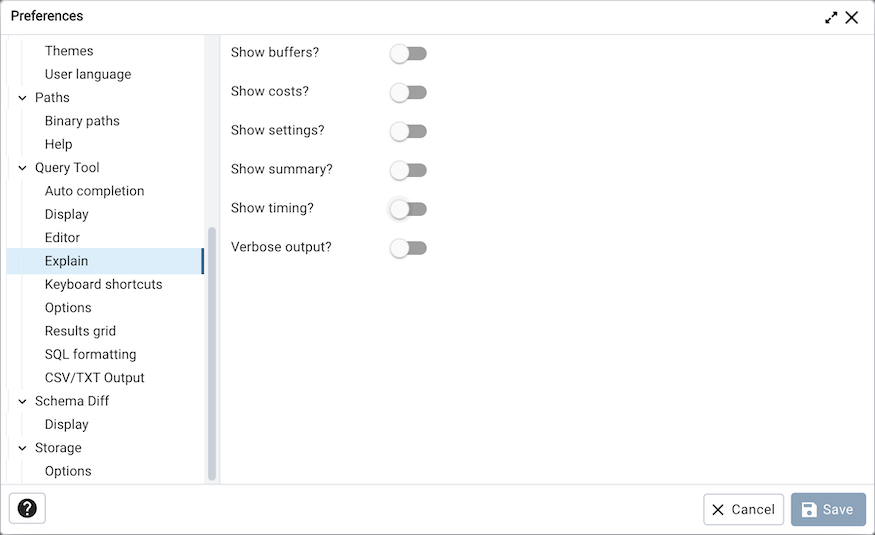 Preferences
Themes
User language
Paths
Binary paths
Help
Query Tool
Auto completion
Display
Editor
Explain
Keyboard shortcuts
Options
Results grid
SQL formatting
CSV/TXT Output
Schema Diff
Display
Storage
Options
Show buffers?
Show costs?
Show settings?
Show summary?
Show timing?
Verbose output?
?
Cancel
Save